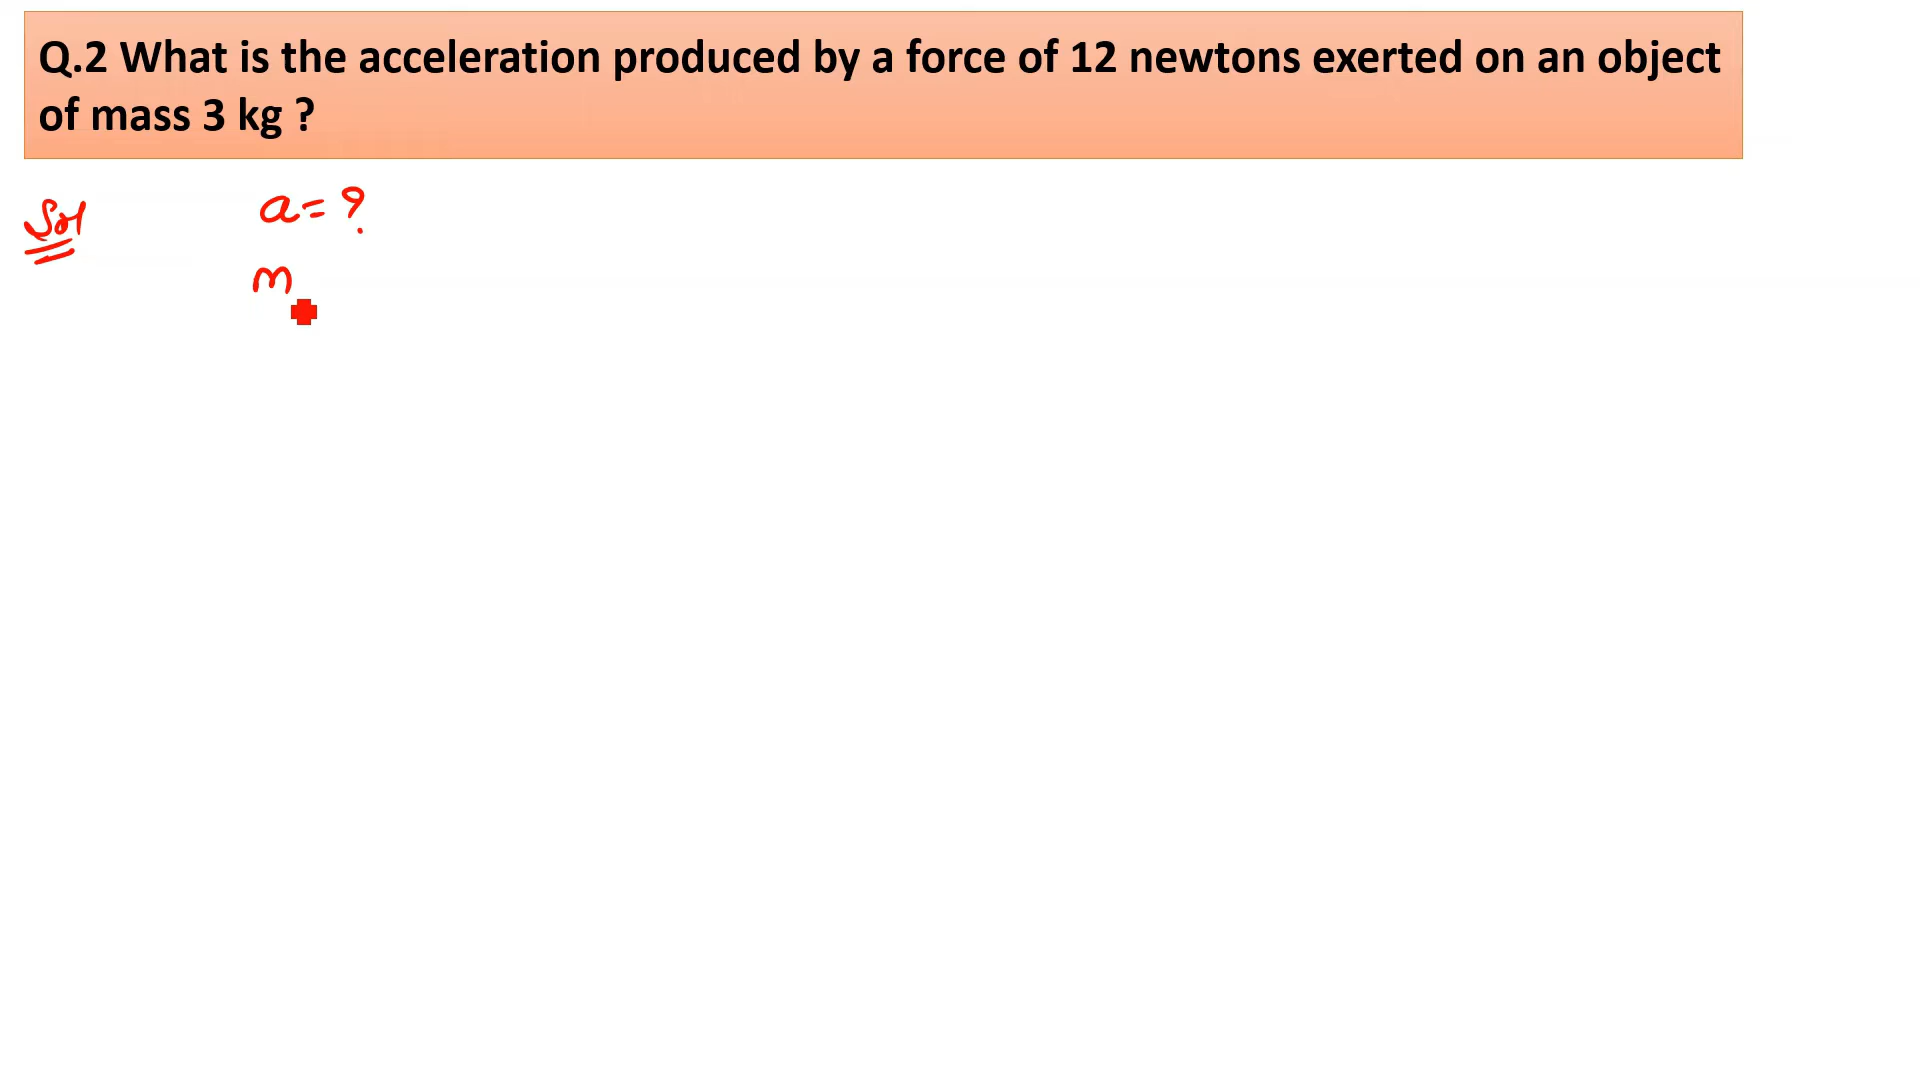 Q.2 What is the acceleration produced by a force of 12 newtons exerted on an object
of mass 3 kg ?
Sol
a = ?
m